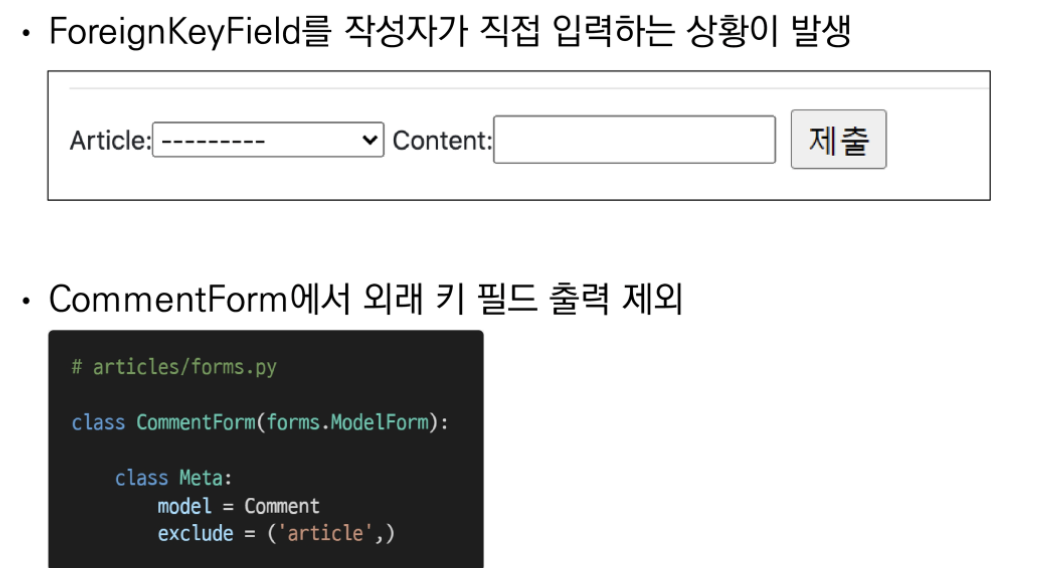 • ForeignKeyField를 작성자가 직접 입력하는 상황이 발생
Article: --------- Content: 제출
• CommentForm에서 외래 키 필드 출력 제외
# articles/forms.py
class CommentForm(forms.ModelForm):
    class Meta:
        model = Comment
        exclude = ('article',)